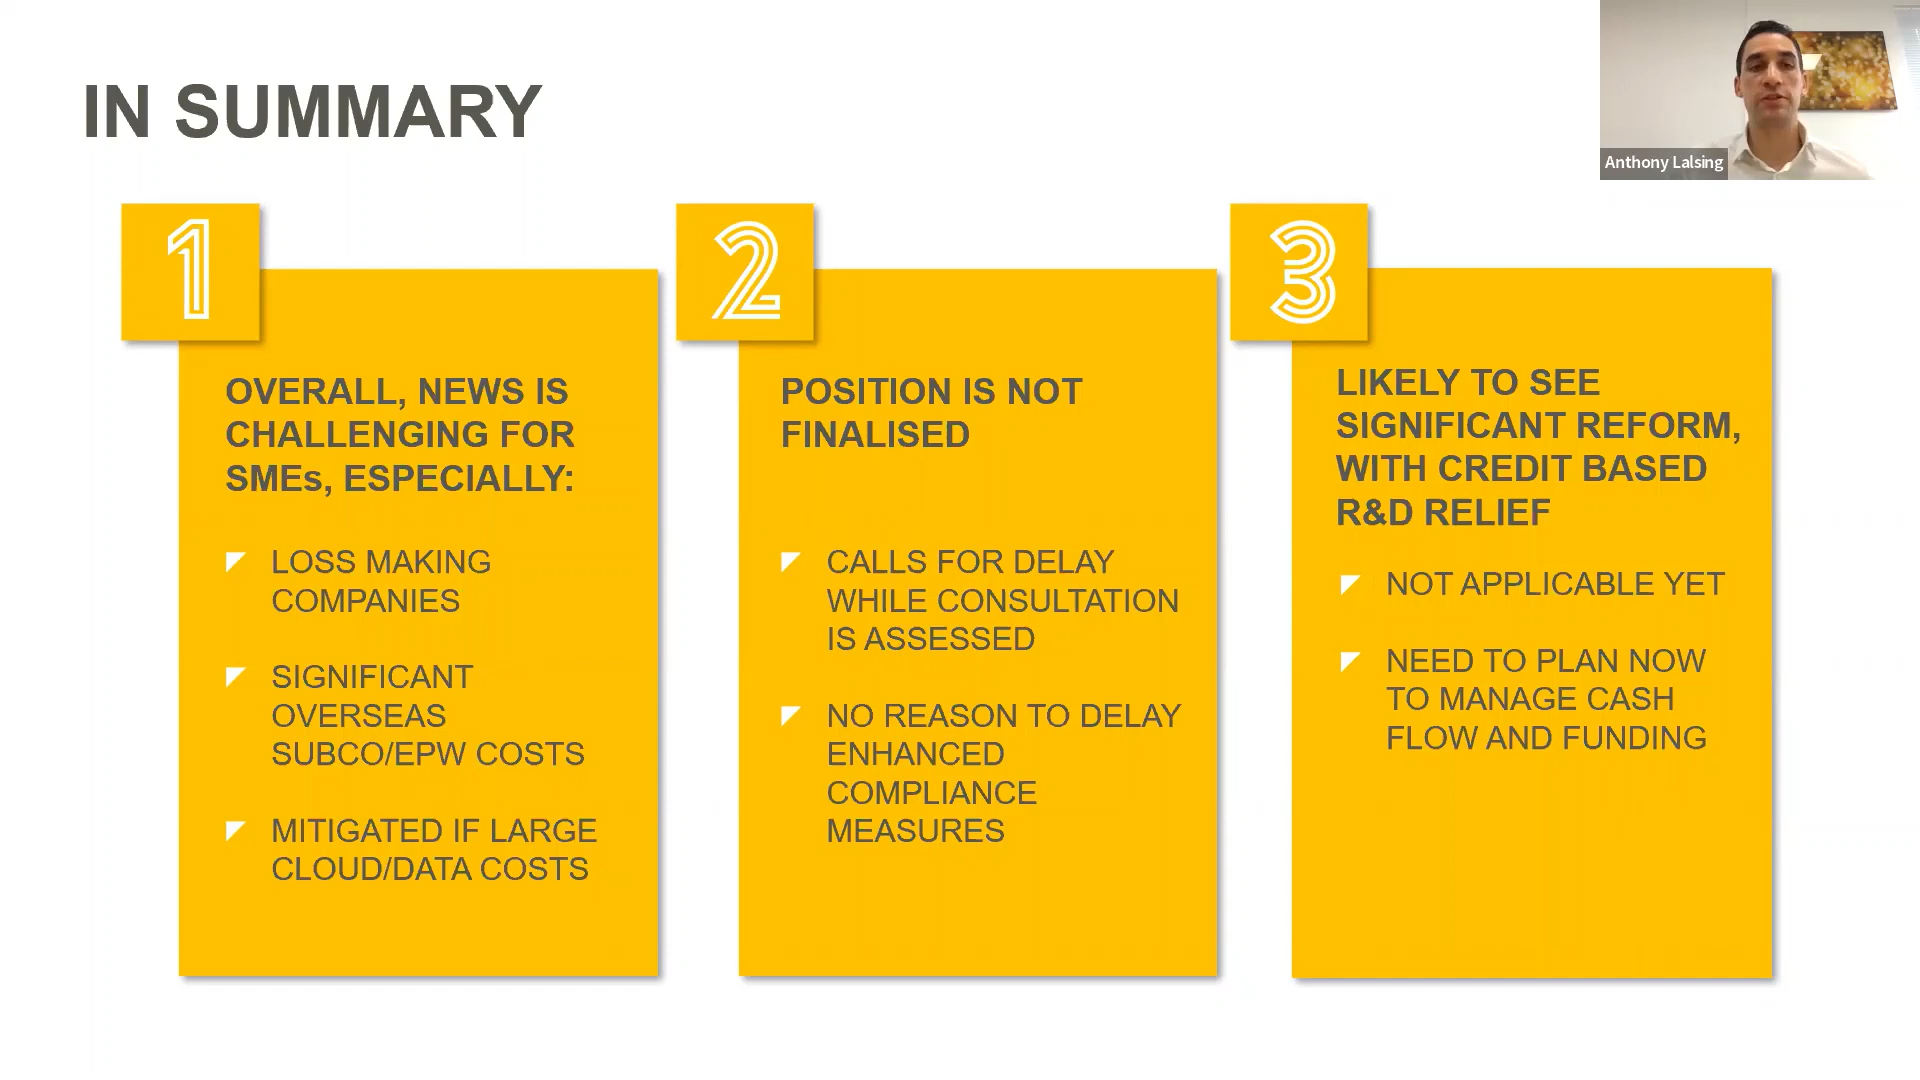 IN SUMMARY
Anthony Lalsing
1
OVERALL, NEWS IS
CHALLENGING FOR
SMEs, ESPECIALLY:
LOSS MAKING
COMPANIES
SIGNIFICANT
OVERSEAS
SUBCO/EPW COSTS
MITIGATED IF LARGE
CLOUD/DATA COSTS
2
POSITION IS NOT
FINALISED
CALLS FOR DELAY
WHILE CONSULTATION
IS ASSESSED
NO REASON TO DELAY
ENHANCED
COMPLIANCE
MEASURES
3
LIKELY TO SEE
SIGNIFICANT REFORM,
WITH CREDIT BASED
R&D RELIEF
NOT APPLICABLE YET
NEED TO PLAN NOW
TO MANAGE CASH
FLOW AND FUNDING